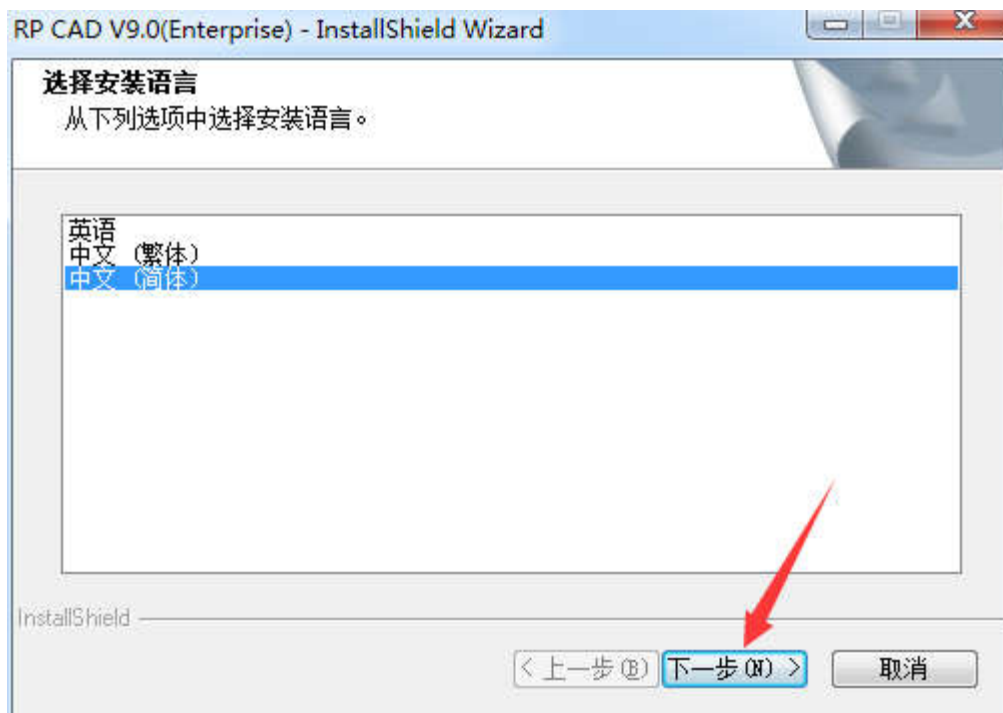 RP CAD V9.0(Enterprise) - InstallShield Wizard
选择安装语言
从下列选项中选择安装语言。
英语
中文 (繁体)
中文 (简体)
InstallShield
< 上一步(B)
下一步(N) >
取消